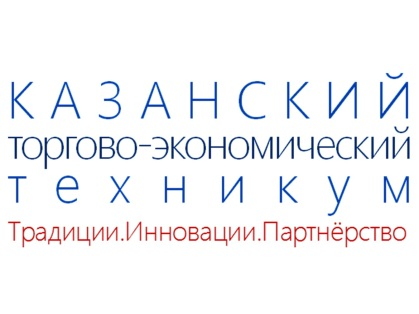 КАЗАНСКИЙ
торгово-экономический
техникум
Традиции.Инновации.Партнёрство